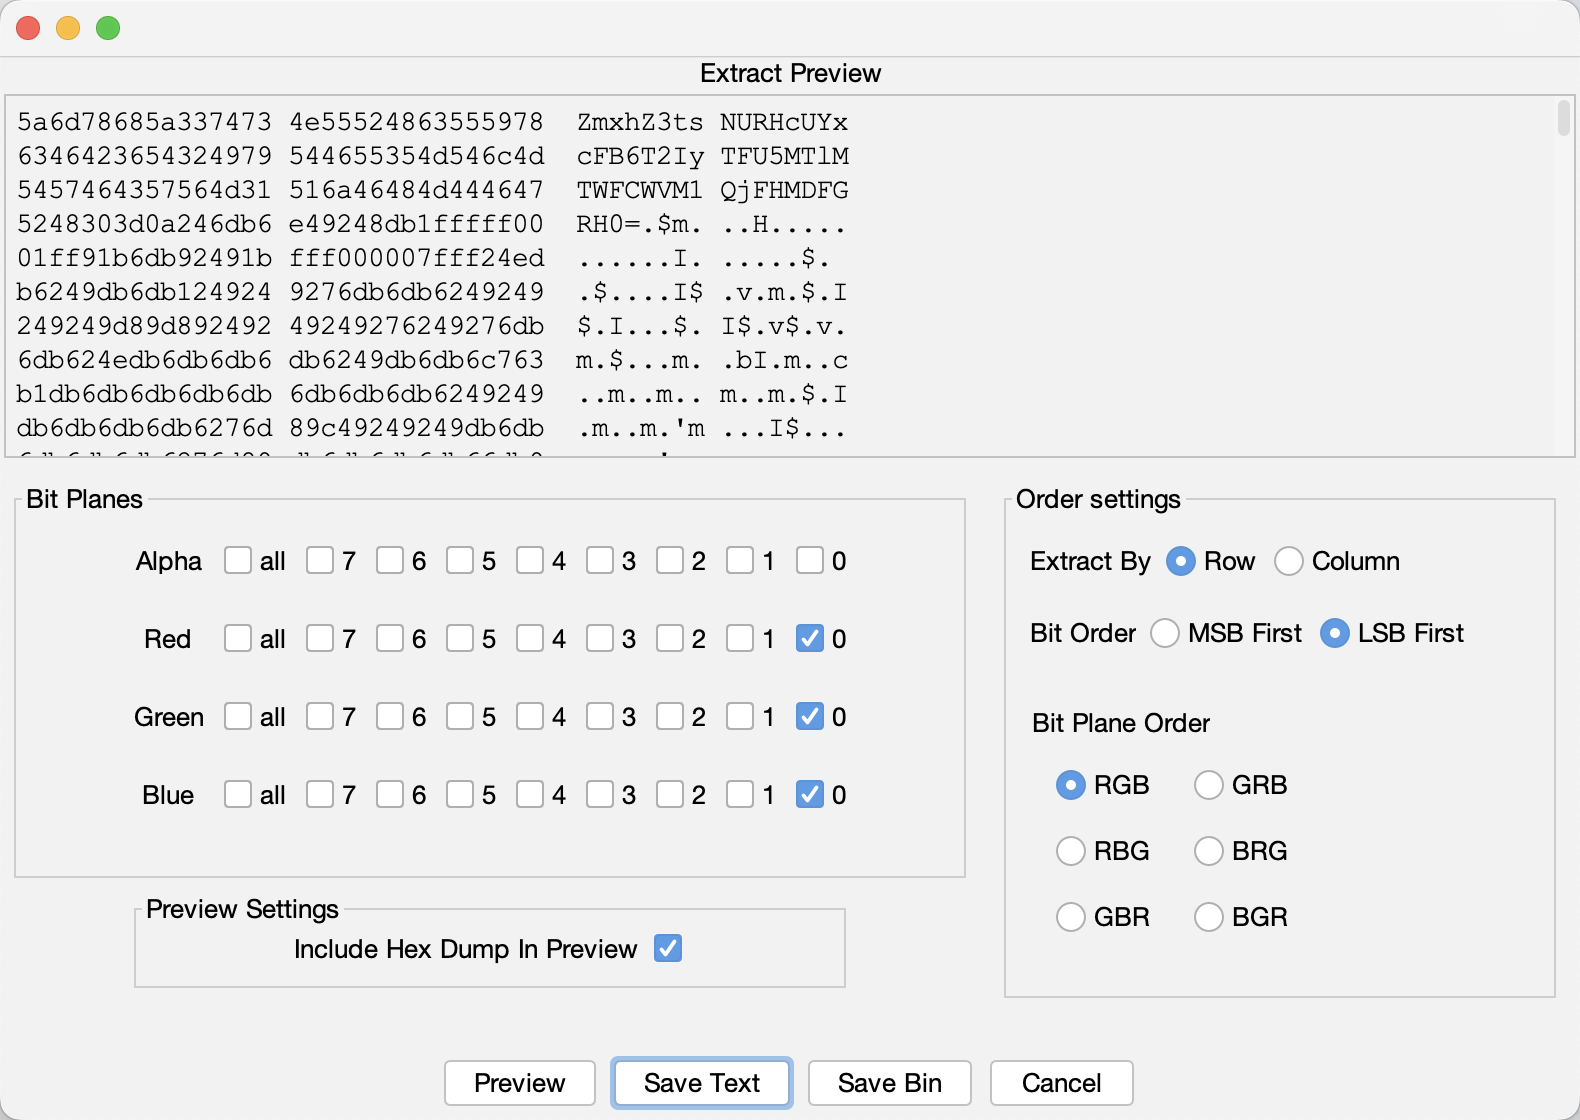 Extract Preview
5a6d78685a337473 4e55524863555978 ZmxhZ3ts NURHcUYx
6346423654324979 544655354d546c4d cFB6T2Iy TFU5MTlM
5457464357564d31 516a46484d444647 TWFCWVM1 QjFHMDFG
5248303d0a246db6 e49248db1fffff00 RH0=.$m. ..H.....
01ff91b6db92491b fff000007fff24ed ......I. .....$.
b6249db6db124924 9276db6db6249249 .$....I$ .v.m.$.I
249249d89d892492 49249276249276db $.I...$. I$.v$.v.
6db624edb6db6db6 db6249db6db6c763 m.$...m. .bI.m..c
b1db6db6db6db6db 6db6db6db6249249 ..m..m.. m..m.$.I
db6db6db6db6276d 89c49249249db6db .m..m.'m ...I$...
Bit Planes
Alpha all 7 6 5 4 3 2 1 0
Red all 7 6 5 4 3 2 1 0
Green all 7 6 5 4 3 2 1 0
Blue all 7 6 5 4 3 2 1 0
Preview Settings
Include Hex Dump In Preview
Order settings
Extract By Row Column
Bit Order MSB First LSB First
Bit Plane Order
RGB GRB
RBG BRG
GBR BGR
Preview Save Text Save Bin Cancel